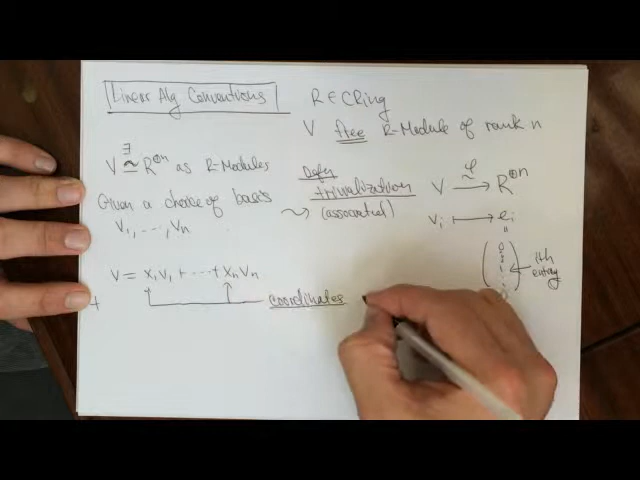 Linear Alg Conventions
R ∈ CRing
V free R-Module of rank n
V ≅ R^⊕n as R-Modules
∃
Given a choice of basis
v₁, ..., vₙ
trivialization
(associated)
V →^φ R^⊕n
~
vᵢ ↦ eᵢ
=
ith entry
V = x₁v₁ + ... + xₙvₙ
coordinates
+